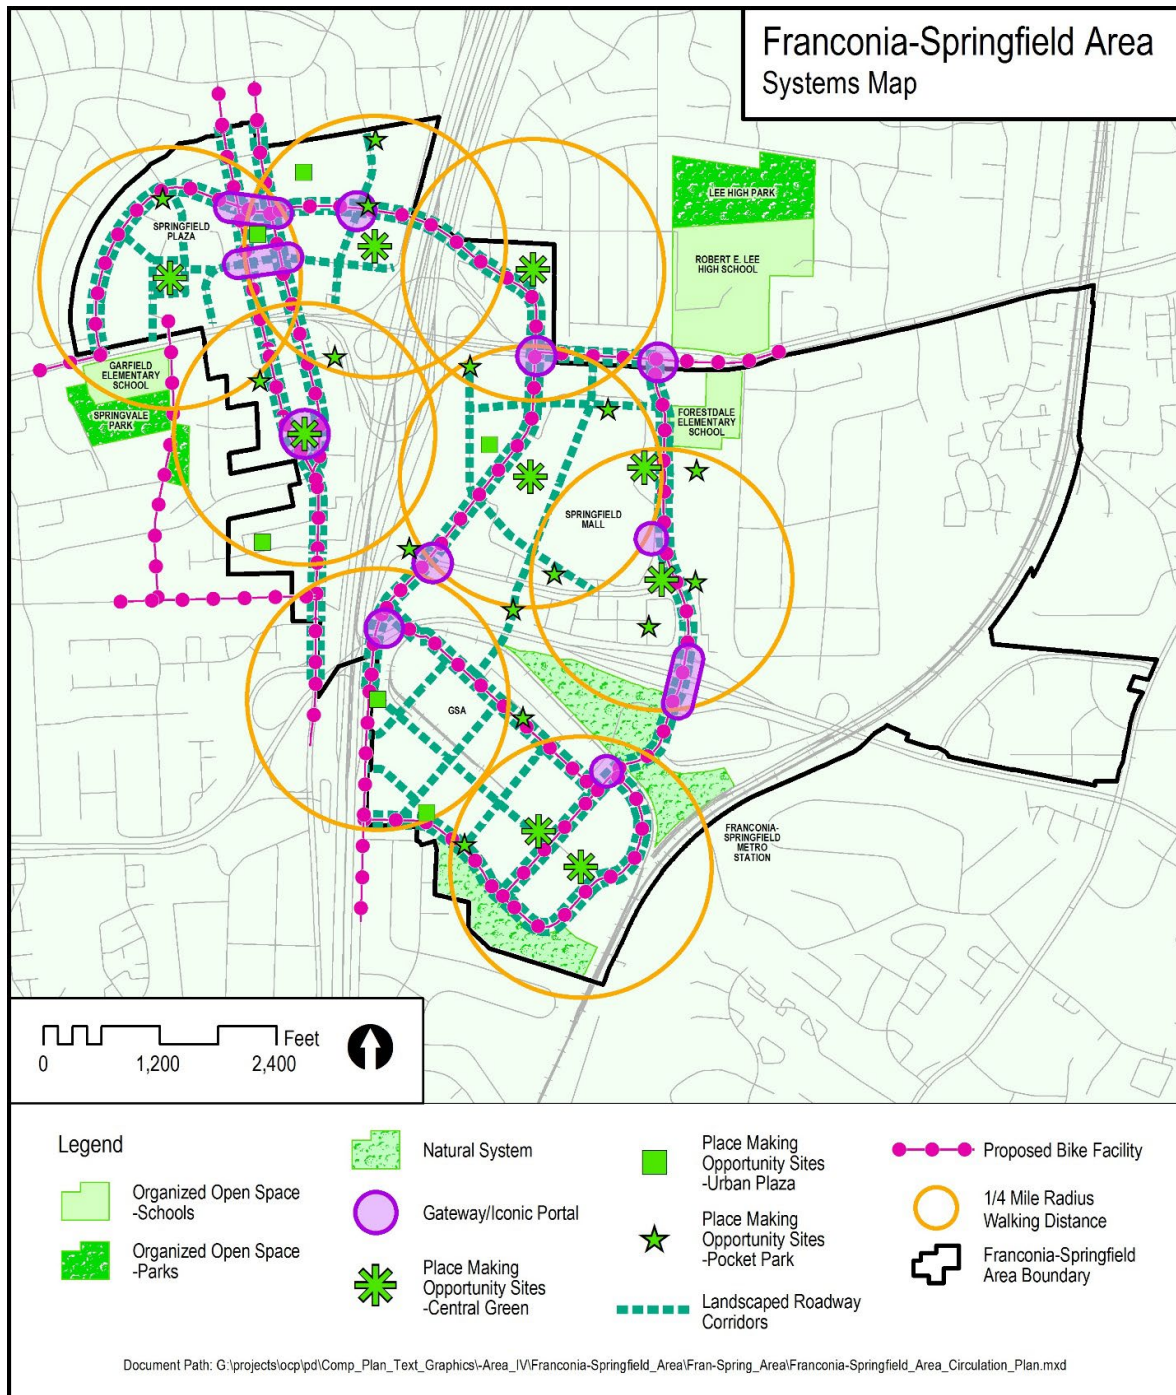 Franconia-Springfield Area
Systems Map
LEE HIGH PARK
SPRINGFIELD
PLAZA
ROBERT E. LEE
HIGH SCHOOL
GARFIELD
ELEMENTARY
SCHOOL
SPRINGVALE
PARK
FORESTDALE
ELEMENTARY
SCHOOL
SPRINGFIELD
MALL
GSA
FRANCONIA-
SPRINGFIELD
METRO
STATION
Feet
0 1,200 2,400
Legend
Organized Open Space
-Schools
Organized Open Space
-Parks
Natural System
Gateway/Iconic Portal
Place Making
Opportunity Sites
-Central Green
Place Making
Opportunity Sites
-Urban Plaza
Place Making
Opportunity Sites
-Pocket Park
Landscaped Roadway
Corridors
Proposed Bike Facility
1/4 Mile Radius
Walking Distance
Franconia-Springfield
Area Boundary
Document Path: G:\projects\ocp\pd\Comp_Plan_Text_Graphics\-Area_IV\Franconia-Springfield_Area\Fran-Spring_Area\Franconia-Springfield_Area_Circulation_Plan.mxd